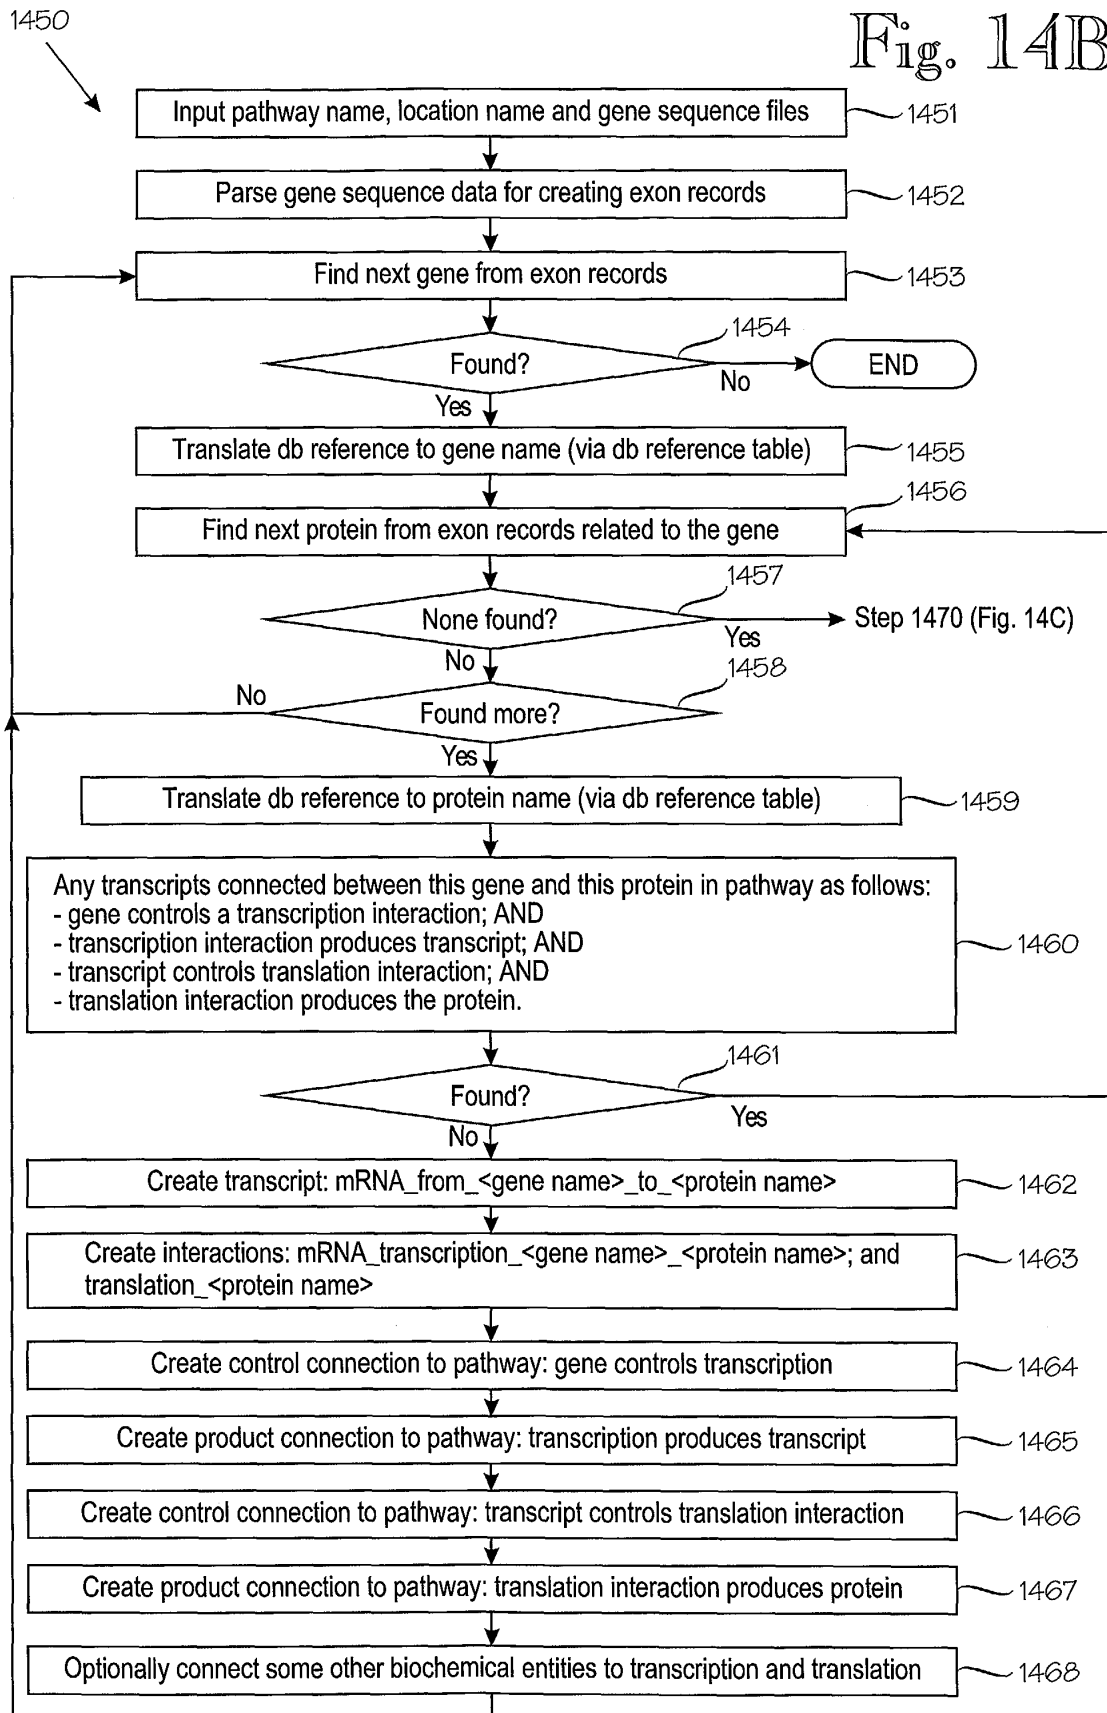 1450
Fig. 14B
Input pathway name, location name and gene sequence files
1451
Parse gene sequence data for creating exon records
1452
Find next gene from exon records
1453
1454
Found?
No
END
Yes
Translate db reference to gene name (via db reference table)
1455
1456
Find next protein from exon records related to the gene
1457
None found?
Yes
Step 1470 (Fig. 14C)
No
1458
No
Found more?
Yes
Translate db reference to protein name (via db reference table)
1459
Any transcripts connected between this gene and this protein in pathway as follows:
- gene controls a transcription interaction; AND
- transcription interaction produces transcript; AND
- transcript controls translation interaction; AND
- translation interaction produces the protein.
1460
1461
Found?
Yes
No
Create transcript: mRNA_from_<gene name>_to_<protein name>
1462
Create interactions: mRNA_transcription_<gene name>_<protein name>; and
translation_<protein name>
1463
Create control connection to pathway: gene controls transcription
1464
Create product connection to pathway: transcription produces transcript
1465
Create control connection to pathway: transcript controls translation interaction
1466
Create product connection to pathway: translation interaction produces protein
1467
Optionally connect some other biochemical entities to transcription and translation
1468